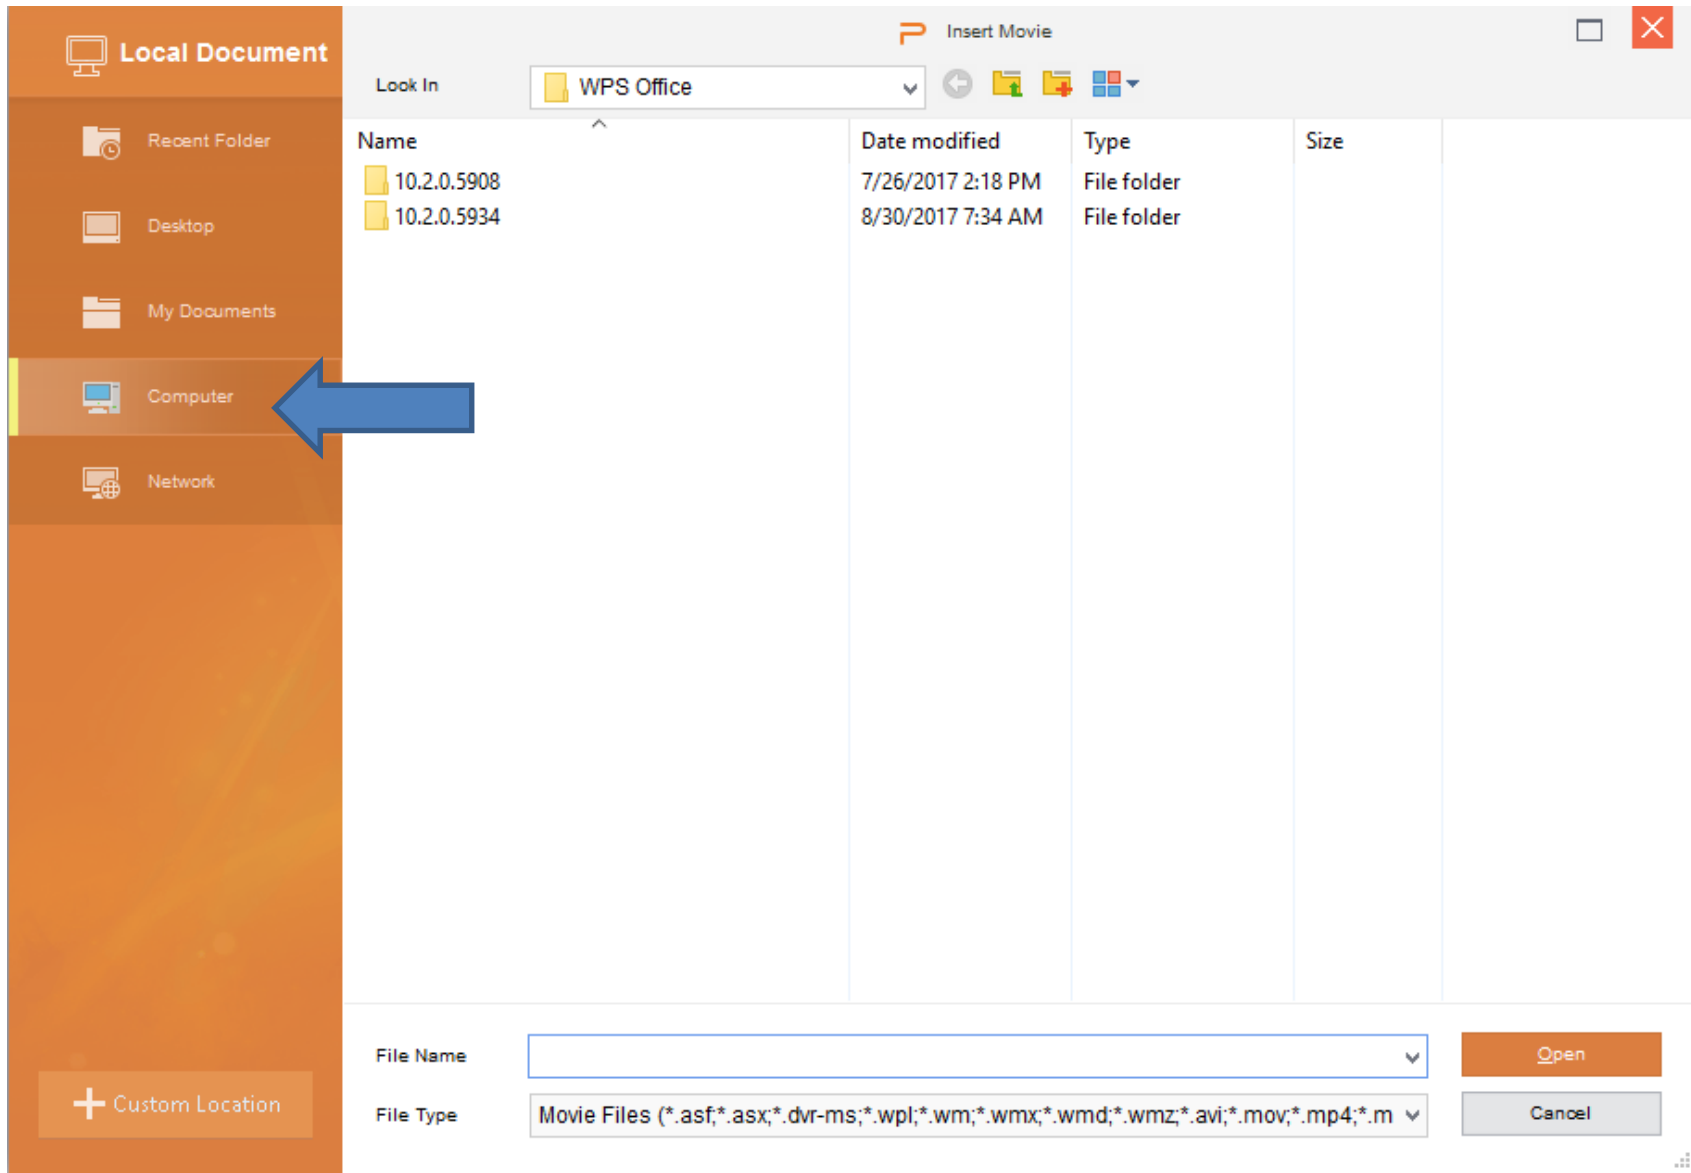 Local Document
Insert Movie
Look In
WPS Office
Recent Folder
Desktop
My Documents
Computer
Network
Custom Location
Name Date modified Type Size
10.2.0.5908 7/26/2017 2:18 PM File folder
10.2.0.5934 8/30/2017 7:34 AM File folder
File Name
Open
File Type
Movie Files (*.asf;*.asx;*.dvr-ms;*.wpl;*.wm;*.wmx;*.wmd;*.wmz;*.avi;*.mov;*.mp4;*.m
Cancel